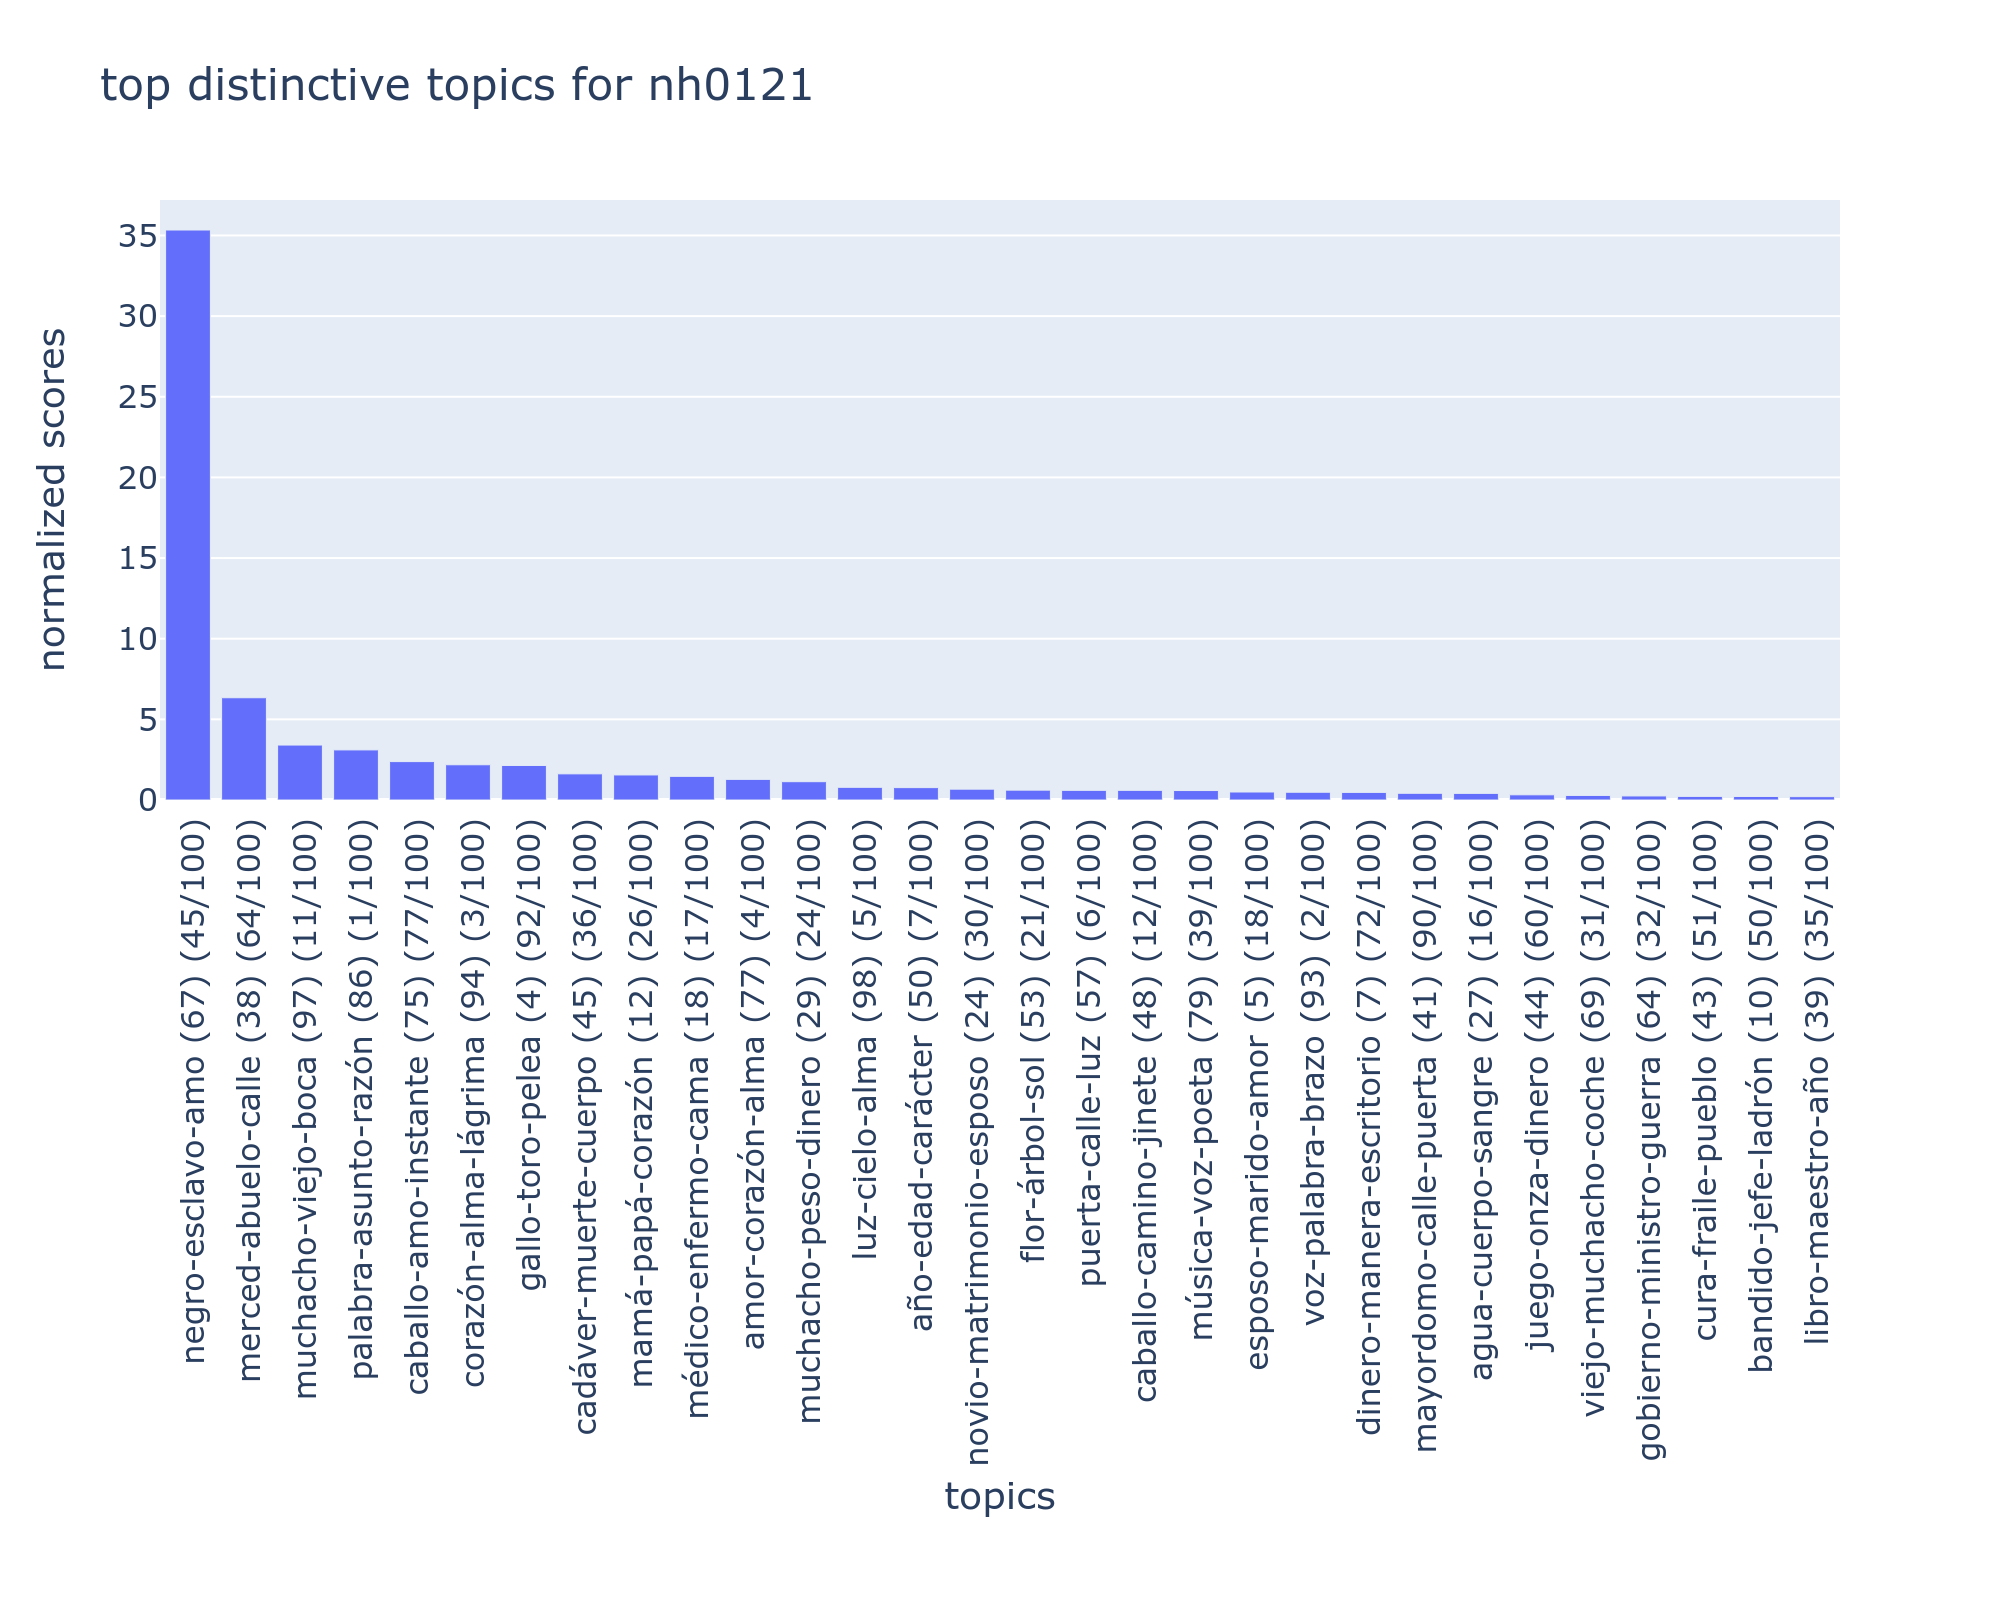 top distinctive topics for nh0121
normalized scores
35
30
25
20
15
10
5
0
negro-esclavo-amo (67) (45/100)
merced-abuelo-calle (38) (64/100)
muchacho-viejo-boca (97) (11/100)
palabra-asunto-razón (86) (1/100)
caballo-amo-instante (75) (77/100)
corazón-alma-lágrima (94) (3/100)
gallo-toro-pelea (4) (92/100)
cadáver-muerte-cuerpo (45) (36/100)
mamá-papá-corazón (12) (26/100)
médico-enfermo-cama (18) (17/100)
amor-corazón-alma (77) (4/100)
muchacho-peso-dinero (29) (24/100)
luz-cielo-alma (98) (5/100)
año-edad-carácter (50) (7/100)
novio-matrimonio-esposo (24) (30/100)
flor-árbol-sol (53) (21/100)
puerta-calle-luz (57) (6/100)
caballo-camino-jinete (48) (12/100)
música-voz-poeta (79) (39/100)
esposo-marido-amor (5) (18/100)
voz-palabra-brazo (93) (2/100)
dinero-manera-escritorio (7) (72/100)
mayordomo-calle-puerta (41) (90/100)
agua-cuerpo-sangre (27) (16/100)
juego-onza-dinero (44) (60/100)
viejo-muchacho-coche (69) (31/100)
gobierno-ministro-guerra (64) (32/100)
cura-fraile-pueblo (43) (51/100)
bandido-jefe-ladrón (10) (50/100)
libro-maestro-año (39) (35/100)
topics